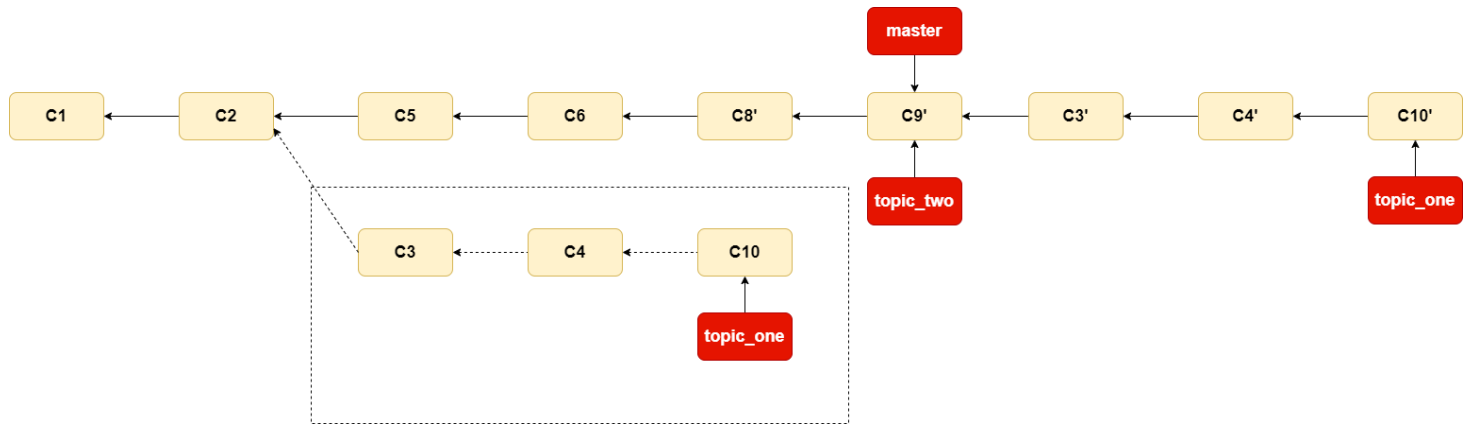 master
C1
C2
C5
C6
C8'
C9'
C3'
C4'
C10'
topic_two
topic_one
C3
C4
C10
topic_one